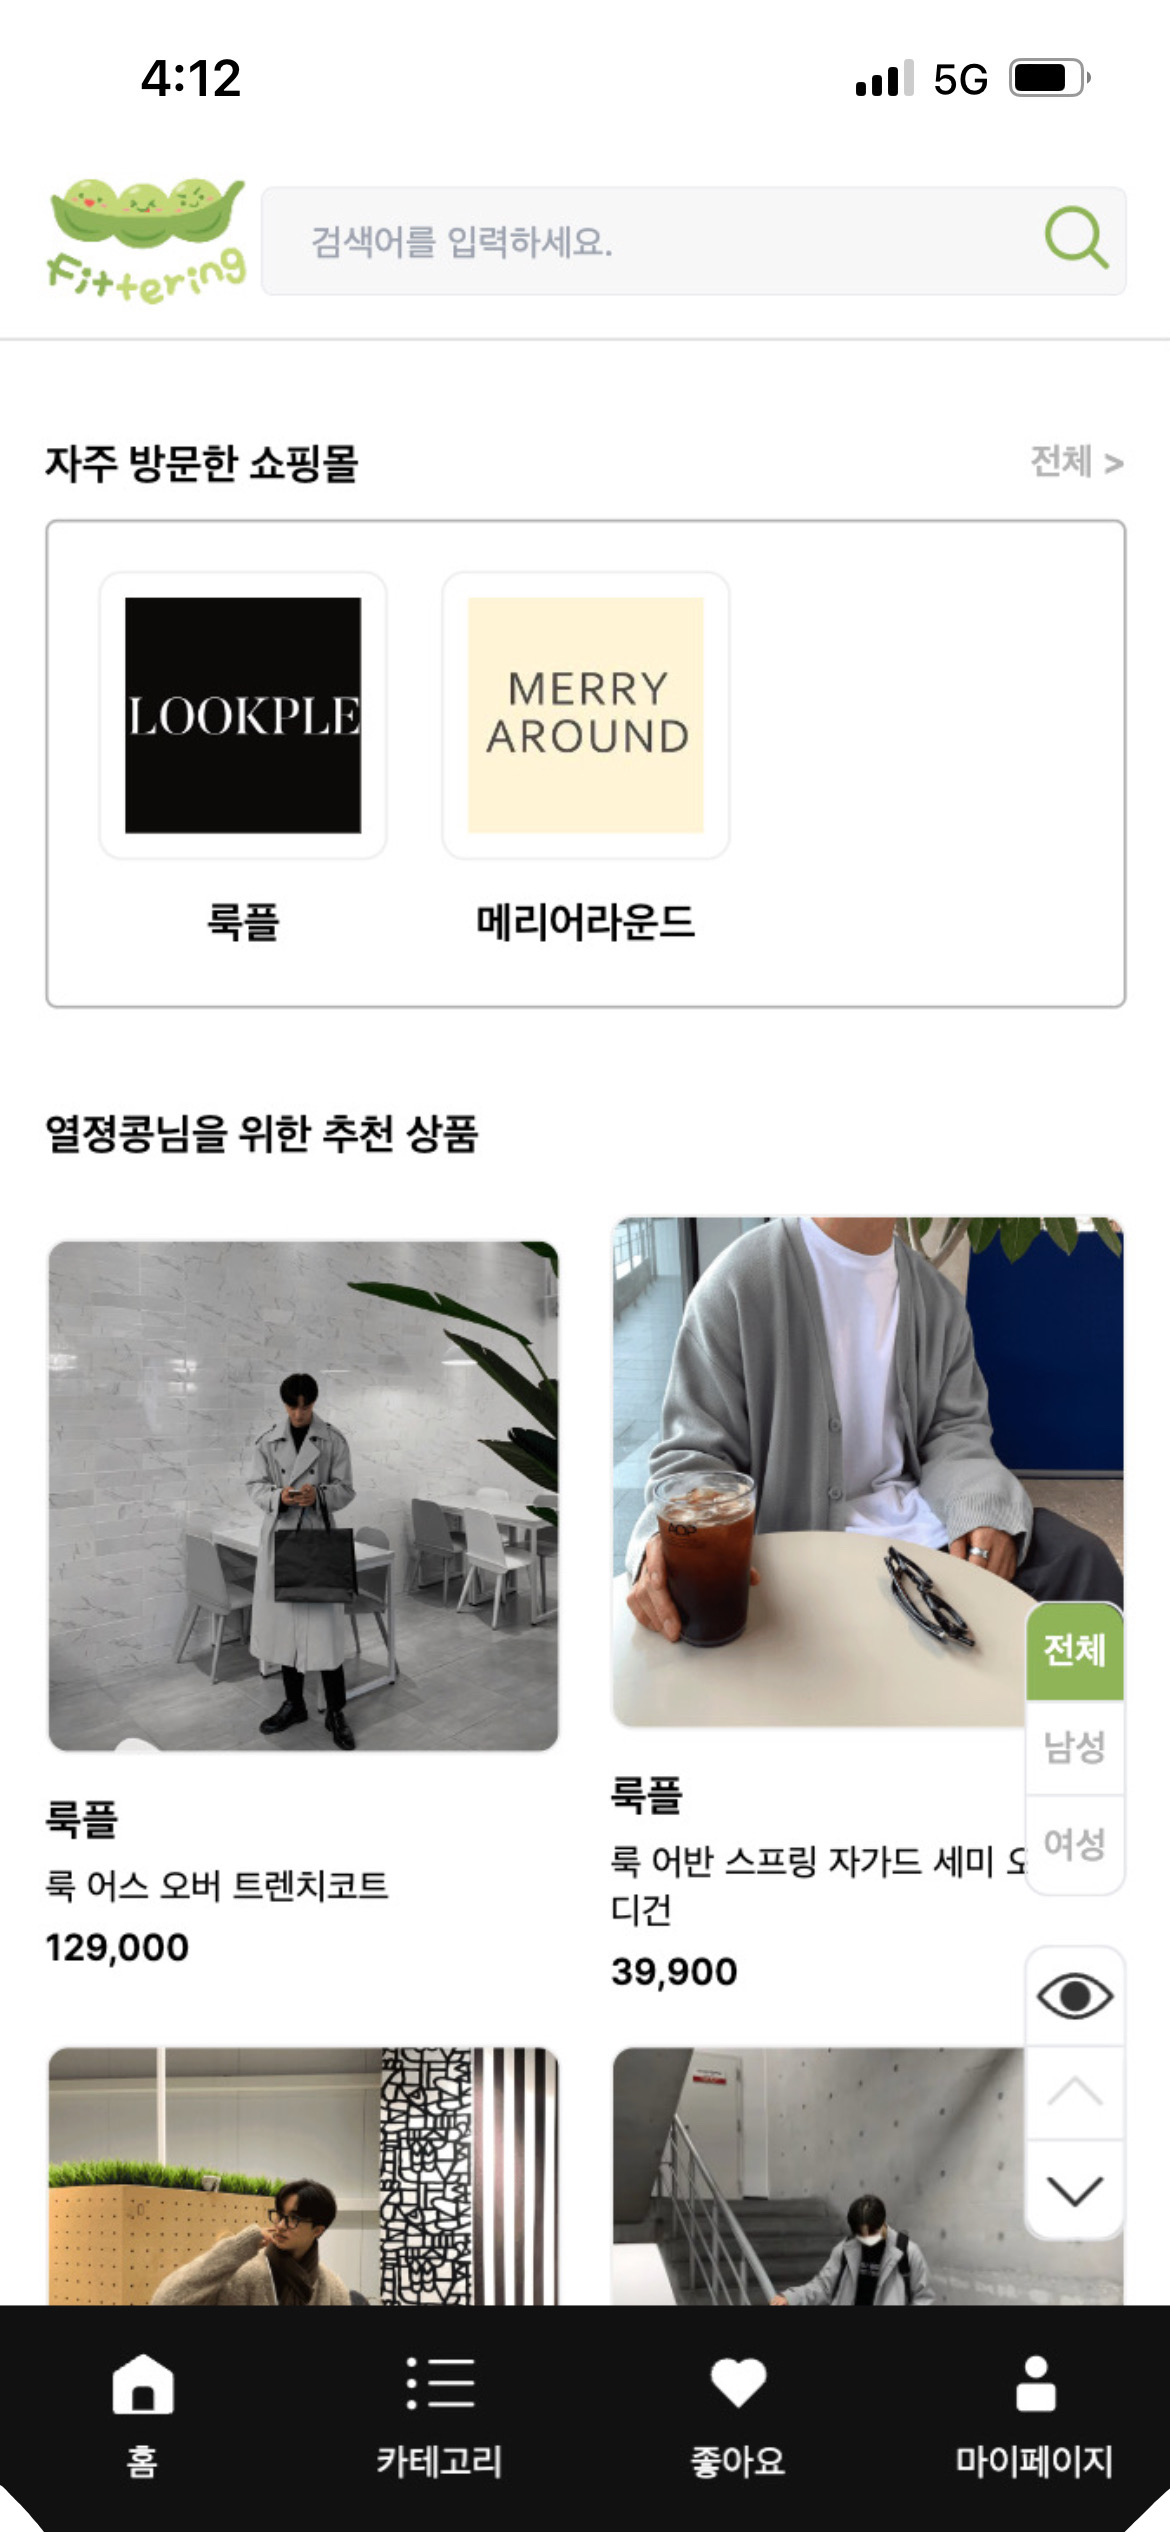 4:12
5G
Fittering
검색어를 입력하세요.
자주 방문한 쇼핑몰
전체 >
LOOKPLE
MERRY
AROUND
룩플
메리어라운드
열졍콩님을 위한 추천 상품
룩플
룩 어스 오버 트렌치코트
129,000
룩플
룩 어반 스프링 자가드 세미 오
디건
39,900
전체
남성
여성
홈
카테고리
좋아요
마이페이지